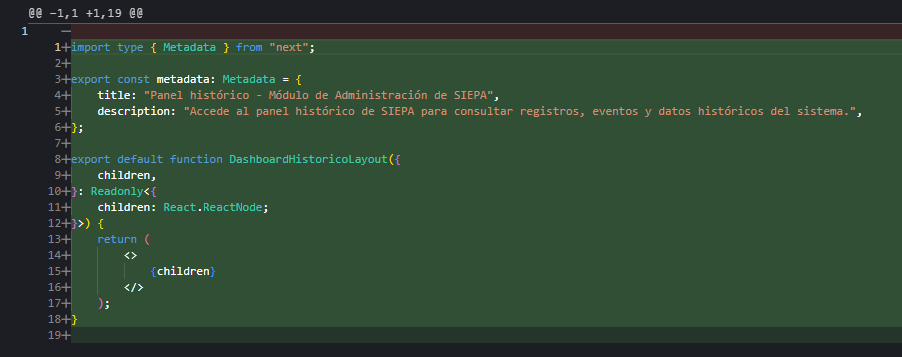 @@ -1,1 +1,19 @@
1 −
1+import type { Metadata } from "next";
2+
3+export const metadata: Metadata = {
4+    title: "Panel histórico - Módulo de Administración de SIEPA",
5+    description: "Accede al panel histórico de SIEPA para consultar registros, eventos y datos históricos del sistema.",
6+};
7+
8+export default function DashboardHistoricoLayout({
9+    children,
10+}: Readonly<{
11+    children: React.ReactNode;
12+}>) {
13+    return (
14+        <>
15+            {children}
16+        </>
17+    );
18+}
19+